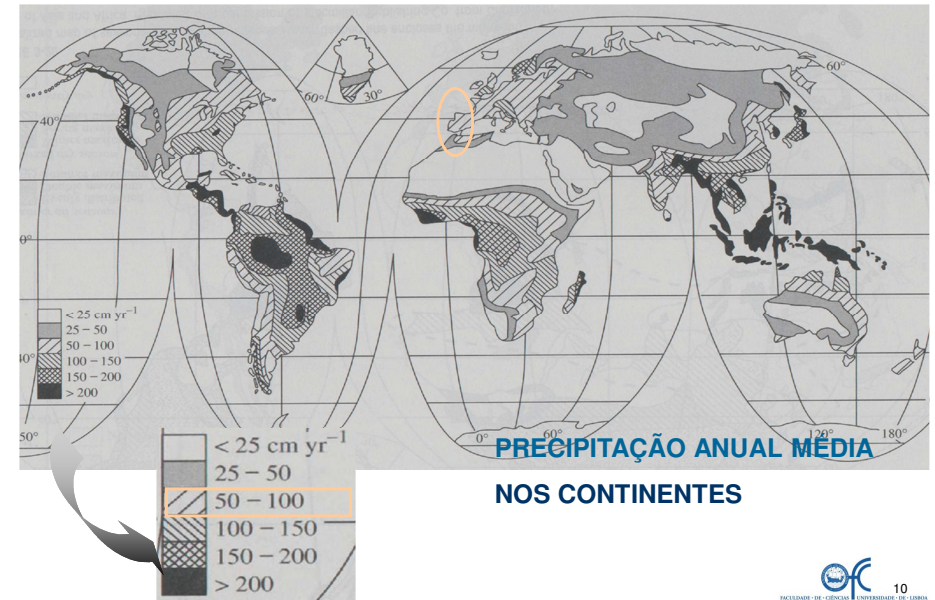 60°
30°
60°
40°
0°
< 25 cm yr⁻¹
25 – 50
50 – 100
100 – 150
150 – 200
> 200
40°
50°
0°
60°
120°
180°
PRECIPITAÇÃO ANUAL MÉDIA
NOS CONTINENTES
< 25 cm yr⁻¹
25 – 50
50 – 100
100 – 150
150 – 200
> 200
fC
10
FACULDADE · DE · CIÊNCIAS UNIVERSIDADE · DE · LISBOA